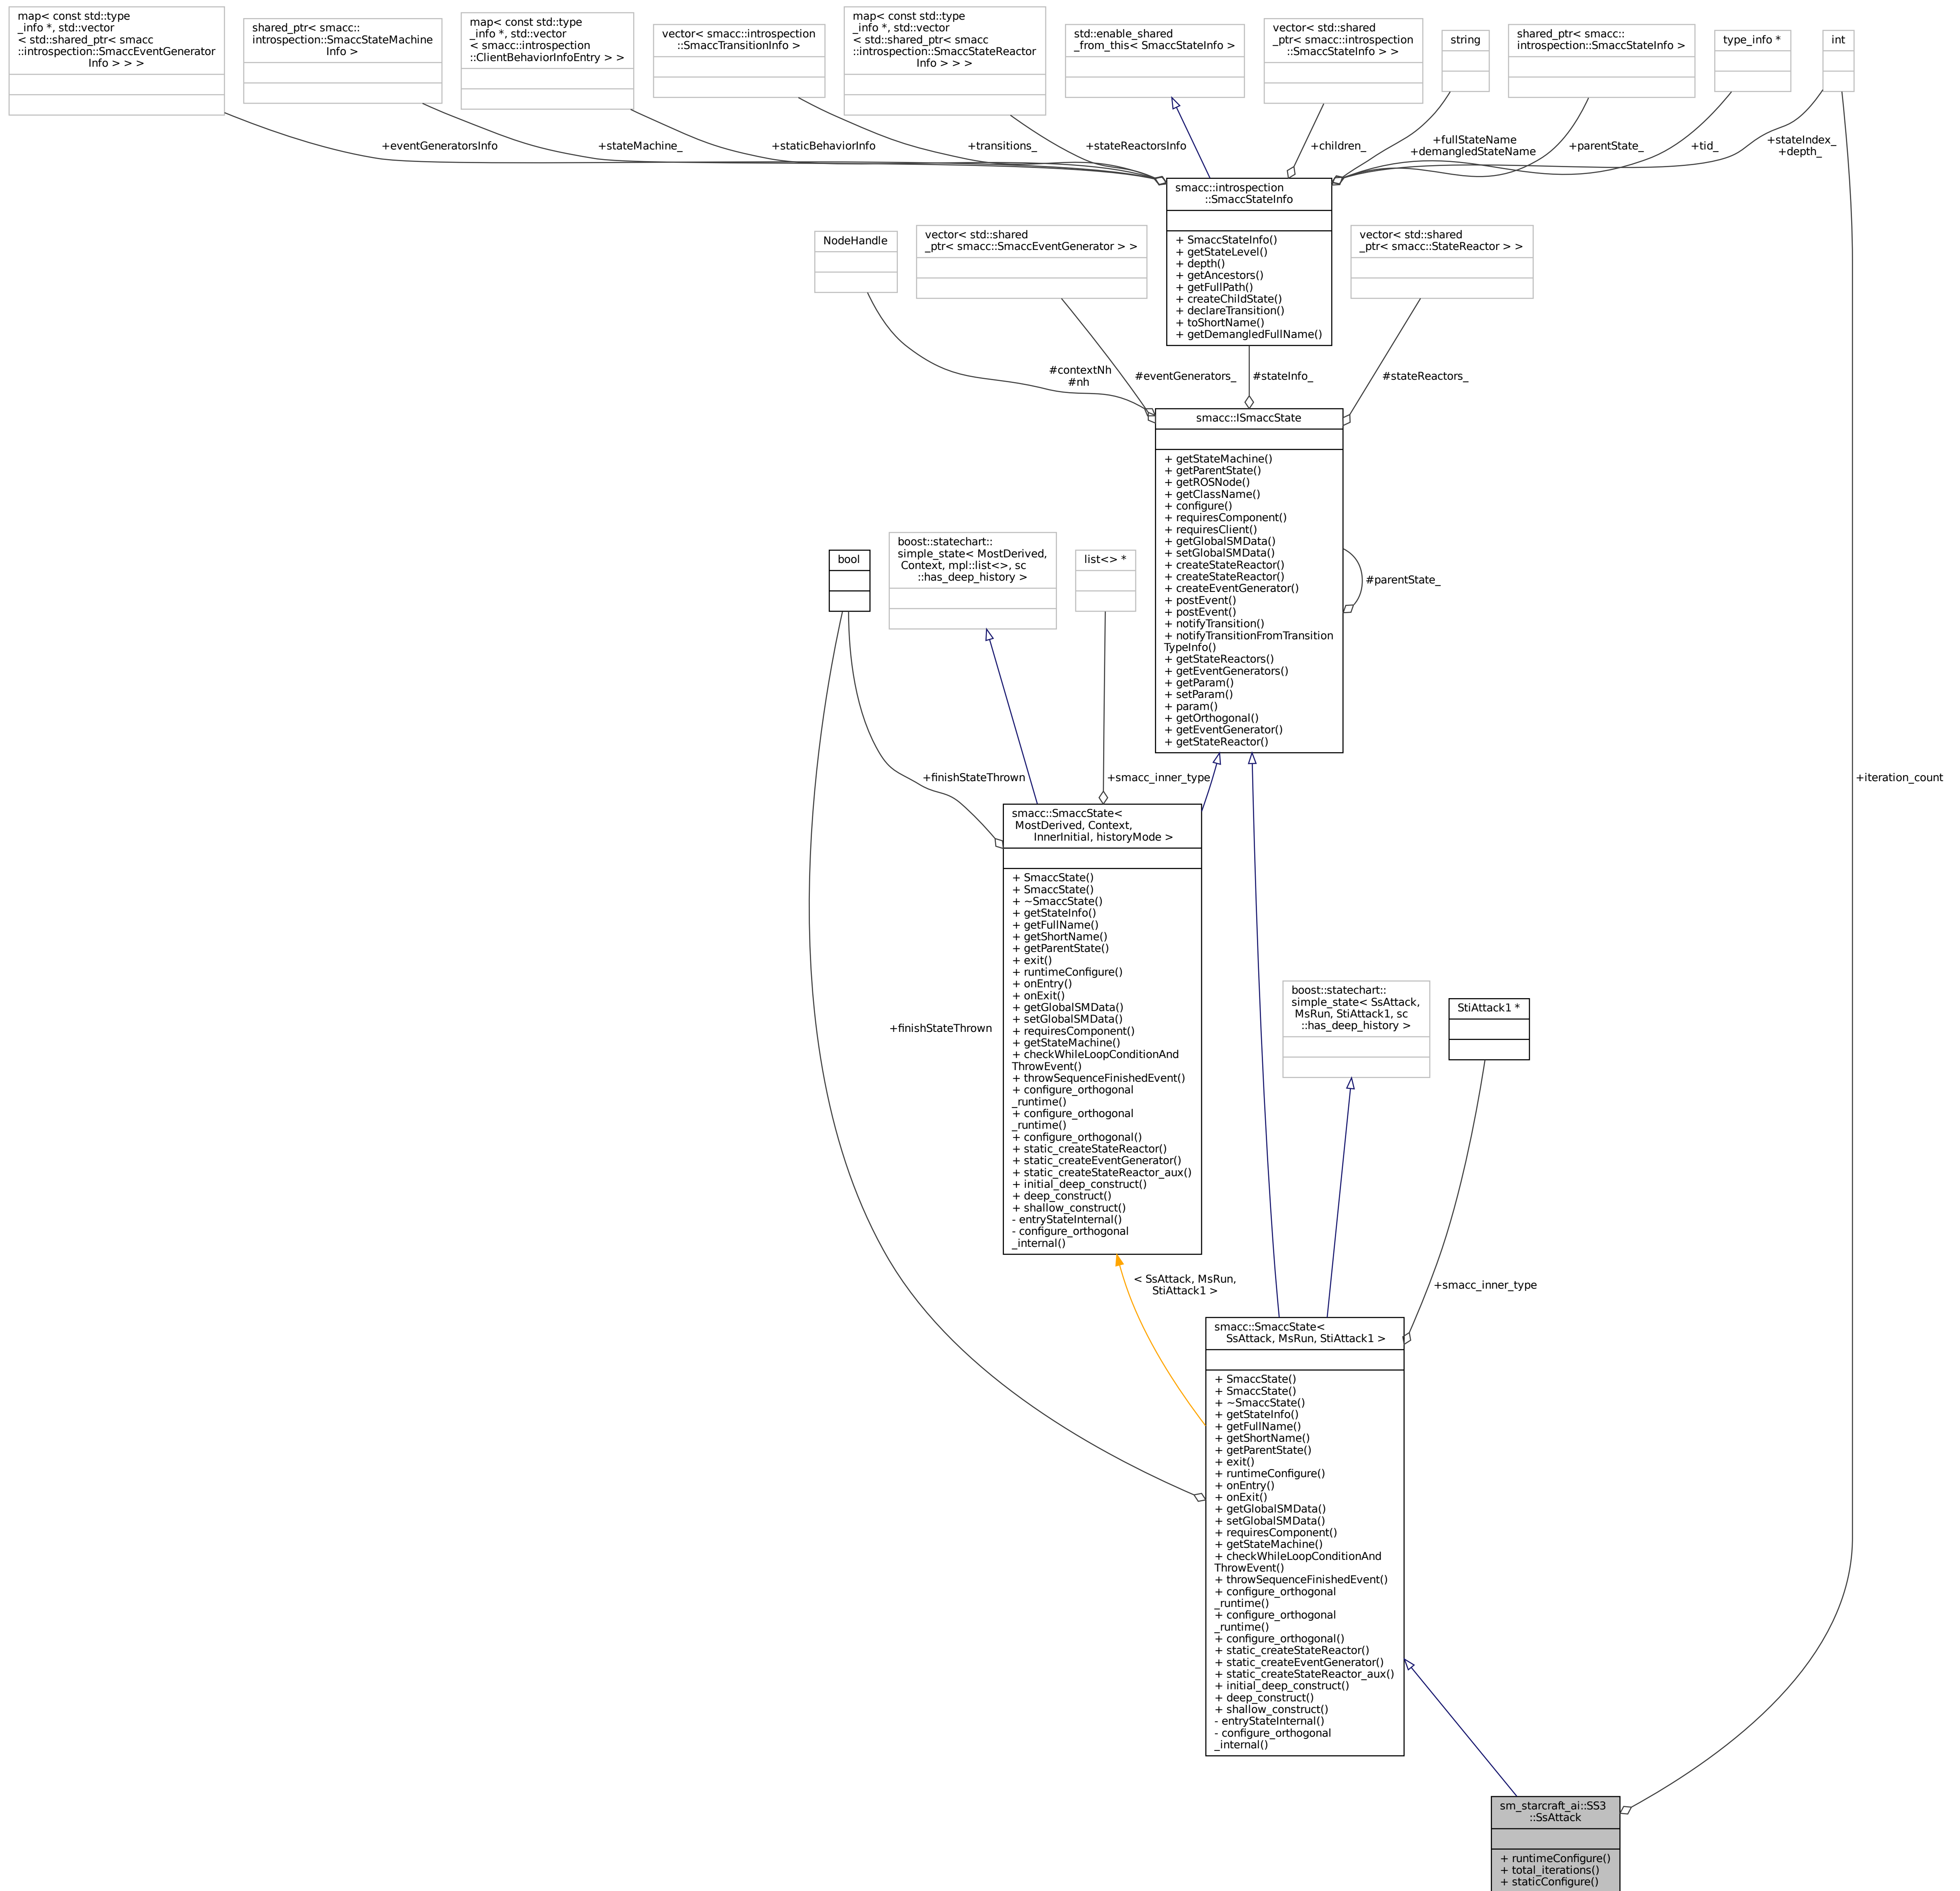 map< const std::type
_info *, std::vector
< std::shared_ptr< smacc
::introspection::SmaccEventGenerator
Info > > >
shared_ptr< smacc::
introspection::SmaccStateMachine
Info >
map< const std::type
_info *, std::vector
< smacc::introspection
::ClientBehaviorInfoEntry > >
vector< smacc::introspection
::SmaccTransitionInfo >
map< const std::type
_info *, std::vector
< std::shared_ptr< smacc
::introspection::SmaccStateReactor
Info > > >
std::enable_shared
_from_this< SmaccStateInfo >
vector< std::shared
_ptr< smacc::introspection
::SmaccStateInfo > >
string
shared_ptr< smacc::
introspection::SmaccStateInfo >
type_info *
int
+eventGeneratorsInfo
+stateMachine_
+staticBehaviorInfo
+transitions_
+stateReactorsInfo
+children_
+fullStateName
+demangledStateName
+parentState_
+tid_
+stateIndex_
+depth_
smacc::introspection
::SmaccStateInfo
+ SmaccStateInfo()
+ getStateLevel()
+ depth()
+ getAncestors()
+ getFullPath()
+ createChildState()
+ declareTransition()
+ toShortName()
+ getDemangledFullName()
NodeHandle
vector< std::shared
_ptr< smacc::SmaccEventGenerator > >
vector< std::shared
_ptr< smacc::StateReactor > >
#contextNh
#nh
#eventGenerators_
#stateInfo_
#stateReactors_
smacc::ISmaccState
+ getStateMachine()
+ getParentState()
+ getROSNode()
+ getClassName()
+ configure()
+ requiresComponent()
+ requiresClient()
+ getGlobalSMData()
+ setGlobalSMData()
+ createStateReactor()
+ createStateReactor()
+ createEventGenerator()
+ postEvent()
+ postEvent()
+ notifyTransition()
+ notifyTransitionFromTransition
TypeInfo()
+ getStateReactors()
+ getEventGenerators()
+ getParam()
+ setParam()
+ param()
+ getOrthogonal()
+ getEventGenerator()
+ getStateReactor()
#parentState_
bool
boost::statechart::
simple_state< MostDerived,
Context, mpl::list<>, sc
::has_deep_history >
list<> *
+finishStateThrown
+smacc_inner_type
+iteration_count
smacc::SmaccState<
MostDerived, Context,
InnerInitial, historyMode >
+ SmaccState()
+ SmaccState()
+ ~SmaccState()
+ getStateInfo()
+ getFullName()
+ getShortName()
+ getParentState()
+ exit()
+ runtimeConfigure()
+ onEntry()
+ onExit()
+ getGlobalSMData()
+ setGlobalSMData()
+ requiresComponent()
+ getStateMachine()
+ checkWhileLoopConditionAnd
ThrowEvent()
+ throwSequenceFinishedEvent()
+ configure_orthogonal
_runtime()
+ configure_orthogonal
_runtime()
+ configure_orthogonal()
+ static_createStateReactor()
+ static_createEventGenerator()
+ static_createStateReactor_aux()
+ initial_deep_construct()
+ deep_construct()
+ shallow_construct()
- entryStateInternal()
- configure_orthogonal
_internal()
+finishStateThrown
boost::statechart::
simple_state< SsAttack,
MsRun, StiAttack1, sc
::has_deep_history >
StiAttack1 *
< SsAttack, MsRun,
StiAttack1 >
+smacc_inner_type
smacc::SmaccState<
SsAttack, MsRun, StiAttack1 >
+ SmaccState()
+ SmaccState()
+ ~SmaccState()
+ getStateInfo()
+ getFullName()
+ getShortName()
+ getParentState()
+ exit()
+ runtimeConfigure()
+ onEntry()
+ onExit()
+ getGlobalSMData()
+ setGlobalSMData()
+ requiresComponent()
+ getStateMachine()
+ checkWhileLoopConditionAnd
ThrowEvent()
+ throwSequenceFinishedEvent()
+ configure_orthogonal
_runtime()
+ configure_orthogonal
_runtime()
+ configure_orthogonal()
+ static_createStateReactor()
+ static_createEventGenerator()
+ static_createStateReactor_aux()
+ initial_deep_construct()
+ deep_construct()
+ shallow_construct()
- entryStateInternal()
- configure_orthogonal
_internal()
sm_starcraft_ai::SS3
::SsAttack
+ runtimeConfigure()
+ total_iterations()
+ staticConfigure()